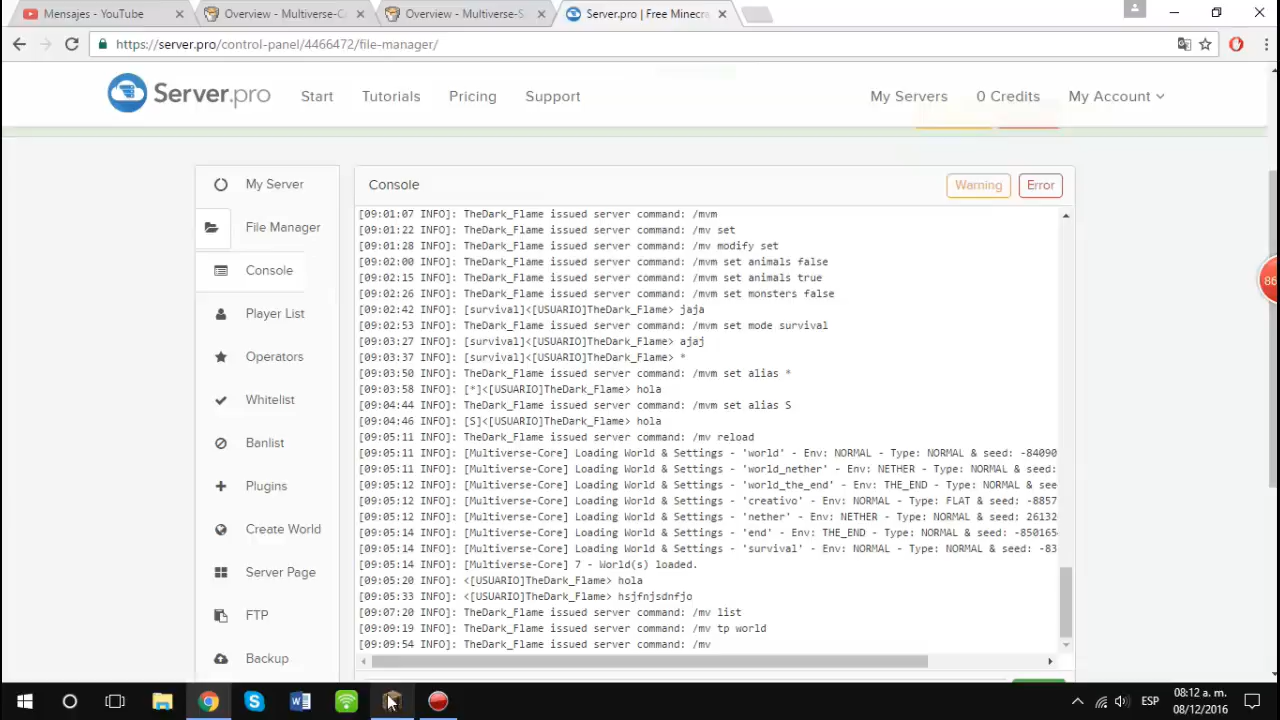 Mensajes - YouTube
Overview - Multiverse-C
Overview - Multiverse-S
Server.pro | Free Minecr
https://server.pro/control-panel/4466472/file-manager/
Server.pro
Start
Tutorials
Pricing
Support
My Servers
0 Credits
My Account
My Server
File Manager
Console
Player List
Operators
Whitelist
Banlist
Plugins
Create World
Server Page
FTP
Backup
Console
Warning
Error
[09:01:07 INFO]: TheDark_Flame issued server command: /mvm
[09:01:22 INFO]: TheDark_Flame issued server command: /mv set
[09:01:28 INFO]: TheDark_Flame issued server command: /mv modify set
[09:02:00 INFO]: TheDark_Flame issued server command: /mvm set animals false
[09:02:15 INFO]: TheDark_Flame issued server command: /mvm set animals true
[09:02:26 INFO]: TheDark_Flame issued server command: /mvm set monsters false
[09:02:42 INFO]: [survival]<[USUARIO]TheDark_Flame> jaja
[09:02:53 INFO]: TheDark_Flame issued server command: /mvm set mode survival
[09:03:27 INFO]: [survival]<[USUARIO]TheDark_Flame> ajaj
[09:03:37 INFO]: [survival]<[USUARIO]TheDark_Flame> *
[09:03:50 INFO]: TheDark_Flame issued server command: /mvm set alias *
[09:03:58 INFO]: [*]<[USUARIO]TheDark_Flame> hola
[09:04:44 INFO]: TheDark_Flame issued server command: /mvm set alias S
[09:04:46 INFO]: [S]<[USUARIO]TheDark_Flame> hola
[09:05:11 INFO]: TheDark_Flame issued server command: /mv reload
[09:05:11 INFO]: [Multiverse-Core] Loading World & Settings - 'world' - Env: NORMAL - Type: NORMAL & seed: -84090
[09:05:11 INFO]: [Multiverse-Core] Loading World & Settings - 'world_nether' - Env: NETHER - Type: NORMAL & seed:
[09:05:12 INFO]: [Multiverse-Core] Loading World & Settings - 'world_the_end' - Env: THE_END - Type: NORMAL & see
[09:05:12 INFO]: [Multiverse-Core] Loading World & Settings - 'creativo' - Env: NORMAL - Type: FLAT & seed: -8857
[09:05:12 INFO]: [Multiverse-Core] Loading World & Settings - 'nether' - Env: NETHER - Type: NORMAL & seed: 26132
[09:05:14 INFO]: [Multiverse-Core] Loading World & Settings - 'end' - Env: THE_END - Type: NORMAL & seed: -850165
[09:05:14 INFO]: [Multiverse-Core] Loading World & Settings - 'survival' - Env: NORMAL - Type: NORMAL & seed: -83
[09:05:14 INFO]: [Multiverse-Core] 7 - World(s) loaded.
[09:05:20 INFO]: <[USUARIO]TheDark_Flame> hola
[09:05:33 INFO]: <[USUARIO]TheDark_Flame> hsjfnjsdnfjo
[09:07:20 INFO]: TheDark_Flame issued server command: /mv list
[09:09:19 INFO]: TheDark_Flame issued server command: /mv tp world
[09:09:54 INFO]: TheDark_Flame issued server command: /mv
86
ESP
08:12 a. m.
08/12/2016